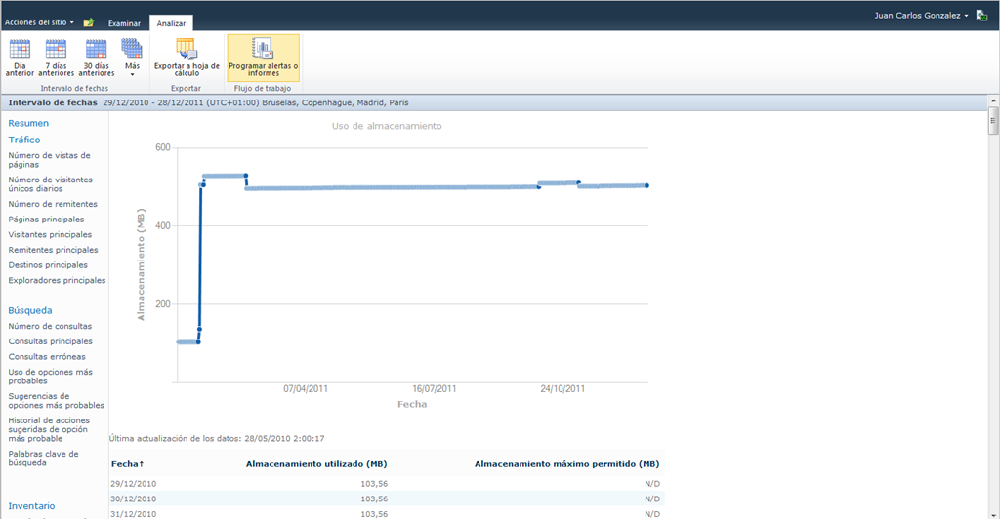 Acciones del sitio
Examinar
Analizar
Juan Carlos Gonzalez
Día
anterior
7 días
anteriores
30 días
anteriores
Más
Exportar a hoja de
cálculo
Programar alertas o
informes
Intervalo de fechas
Exportar
Flujo de trabajo
Intervalo de fechas 29/12/2010 - 28/12/2011 (UTC+01:00) Bruselas, Copenhague, Madrid, París
Resumen
Tráfico
Número de vistas de
páginas
Número de visitantes
únicos diarios
Número de remitentes
Páginas principales
Visitantes principales
Remitentes principales
Destinos principales
Exploradores principales
Búsqueda
Número de consultas
Consultas principales
Consultas erróneas
Uso de opciones más
probables
Sugerencias de
opciones más probables
Historial de acciones
sugeridas de opción
más probable
Palabras clave de
búsqueda
Inventario
Uso de almacenamiento
600
400
200
Almacenamiento (MB)
07/04/2011 16/07/2011 24/10/2011
Fecha
Última actualización de los datos: 28/05/2010 2:00:17
Fecha↑ Almacenamiento utilizado (MB) Almacenamiento máximo permitido (MB)
29/12/2010 103,56 N/D
30/12/2010 103,56 N/D
31/12/2010 103,56 N/D